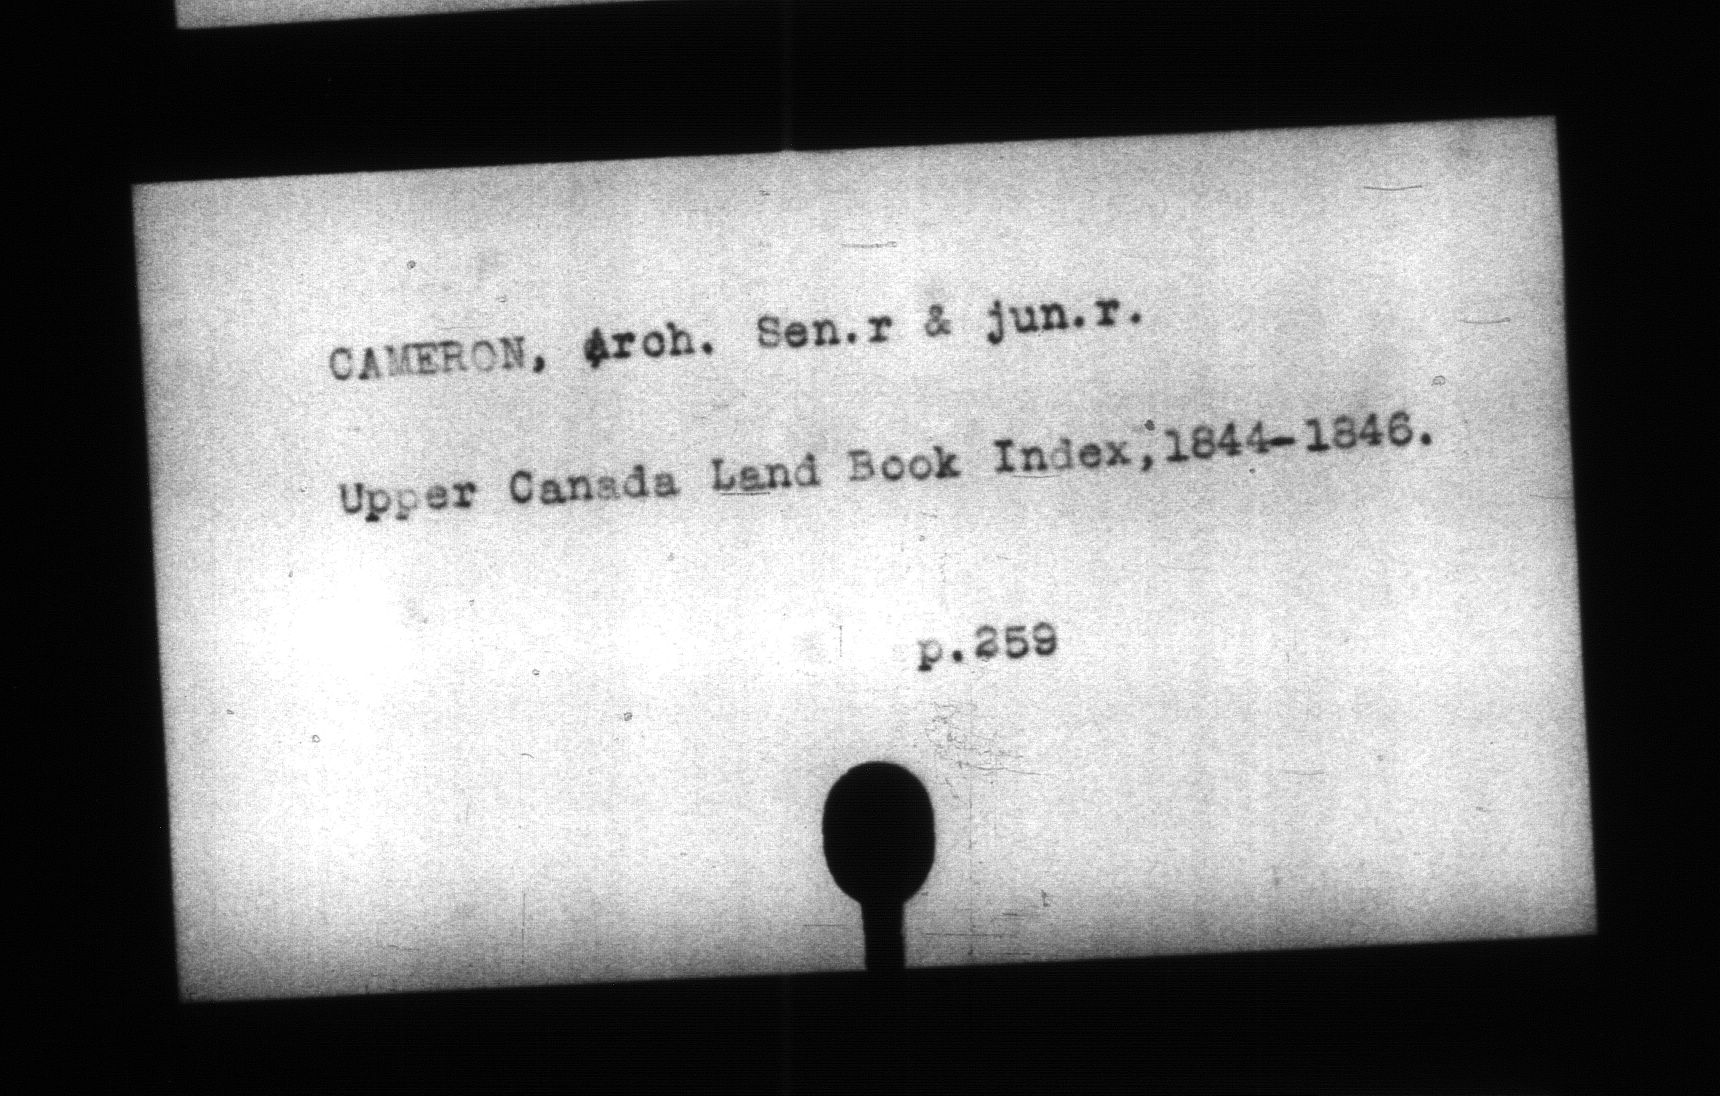 CAMERON, Arch. Sen.r & jun.r.
Upper Canada Land Book Index,1844-1846.
p.259